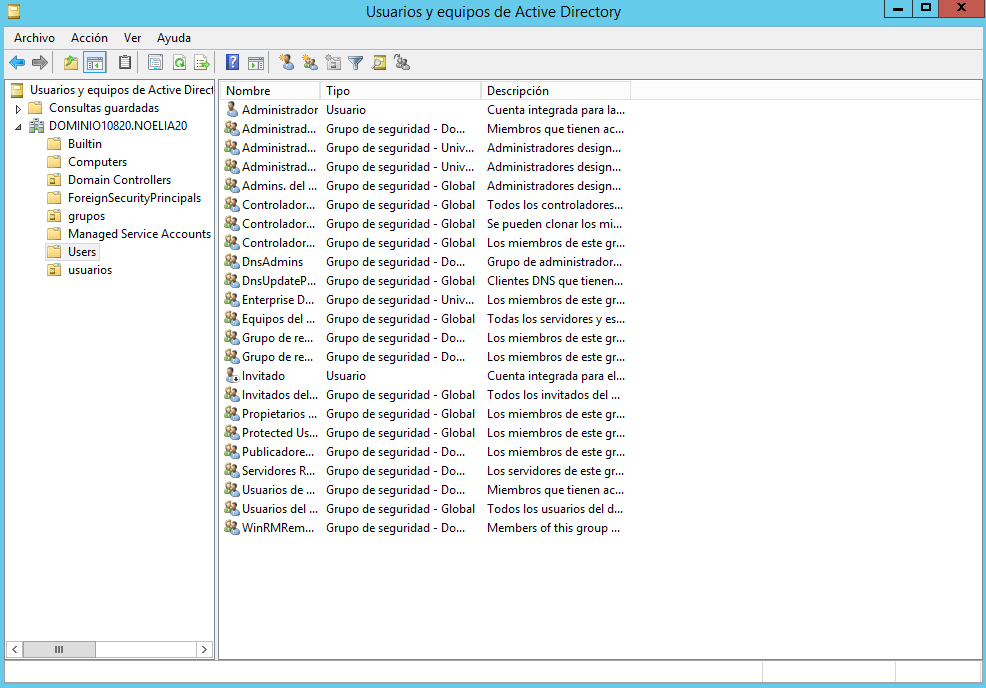 Usuarios y equipos de Active Directory
Archivo Acción Ver Ayuda
Usuarios y equipos de Active Direct
Consultas guardadas
DOMINIO10820.NOELIA20
Builtin
Computers
Domain Controllers
ForeignSecurityPrincipals
grupos
Managed Service Accounts
Users
usuarios
Nombre Tipo Descripción
Administrador Usuario Cuenta integrada para la...
Administrad... Grupo de seguridad - Do... Miembros que tienen ac...
Administrad... Grupo de seguridad - Univ... Administradores design...
Administrad... Grupo de seguridad - Univ... Administradores design...
Admins. del ... Grupo de seguridad - Global Administradores design...
Controlador... Grupo de seguridad - Global Todos los controladores...
Controlador... Grupo de seguridad - Global Se pueden clonar los mi...
Controlador... Grupo de seguridad - Global Los miembros de este gr...
DnsAdmins Grupo de seguridad - Do... Grupo de administrador...
DnsUpdateP... Grupo de seguridad - Global Clientes DNS que tienen...
Enterprise D... Grupo de seguridad - Univ... Los miembros de este gr...
Equipos del ... Grupo de seguridad - Global Todas los servidores y es...
Grupo de re... Grupo de seguridad - Do... Los miembros de este gr...
Grupo de re... Grupo de seguridad - Do... Los miembros de este gr...
Invitado Usuario Cuenta integrada para el...
Invitados del... Grupo de seguridad - Global Todos los invitados del ...
Propietarios ... Grupo de seguridad - Global Los miembros de este gr...
Protected Us... Grupo de seguridad - Global Los miembros de este gr...
Publicadore... Grupo de seguridad - Do... Los miembros de este gr...
Servidores R... Grupo de seguridad - Do... Los servidores de este gr...
Usuarios de ... Grupo de seguridad - Do... Miembros que tienen ac...
Usuarios del ... Grupo de seguridad - Global Todos los usuarios del d...
WinRMRem... Grupo de seguridad - Do... Members of this group ...